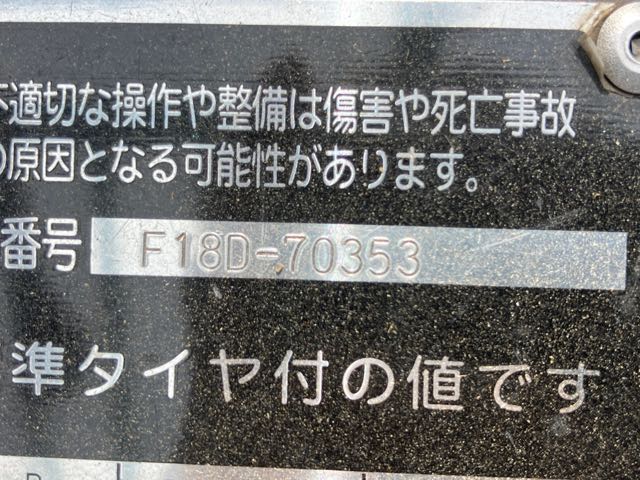 不適切な操作や整備は傷害や死亡事故
の原因となる可能性があります。
番号 F18D-70353
準タイヤ付の値です